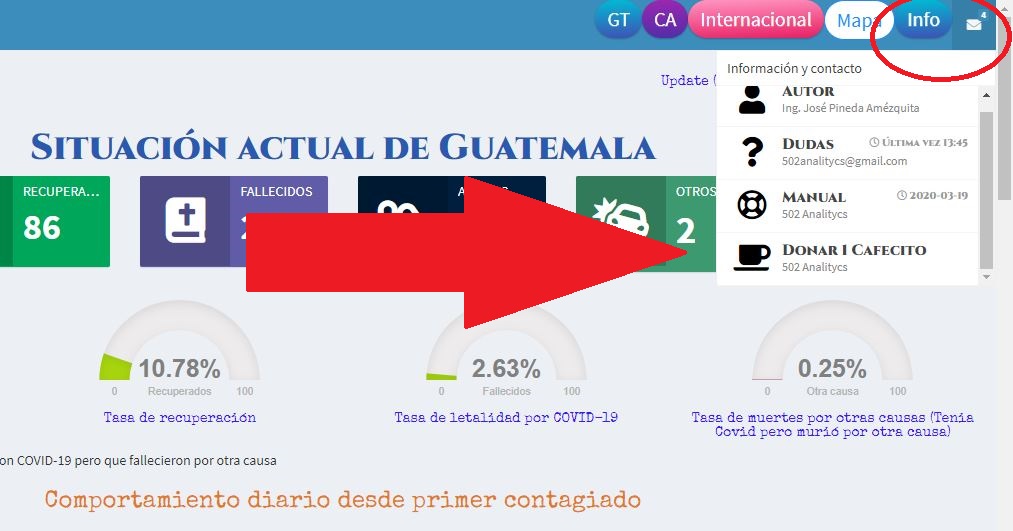 GT CA Internacional Mapa Info 4
Información y contacto
Update
AUTOR
Ing. José Pineda Amézquita
DUDAS Última vez 13:45
502analitycs@gmail.com
MANUAL 2020-03-19
502 Analitycs
DONAR 1 CAFECITO
502 Analitycs
Situación actual de Guatemala
RECUPERA... FALLECIDOS OTROS
86 2
10.78% 2.63% 0.25%
0 Recuperados 100 0 Fallecidos 100 0 Otra causa 100
Tasa de recuperación Tasa de letalidad por COVID-19 Tasa de muertes por otras causas (Tenia
Covid pero murió por otra causa)
on COVID-19 pero que fallecieron por otra causa
Comportamiento diario desde primer contagiado